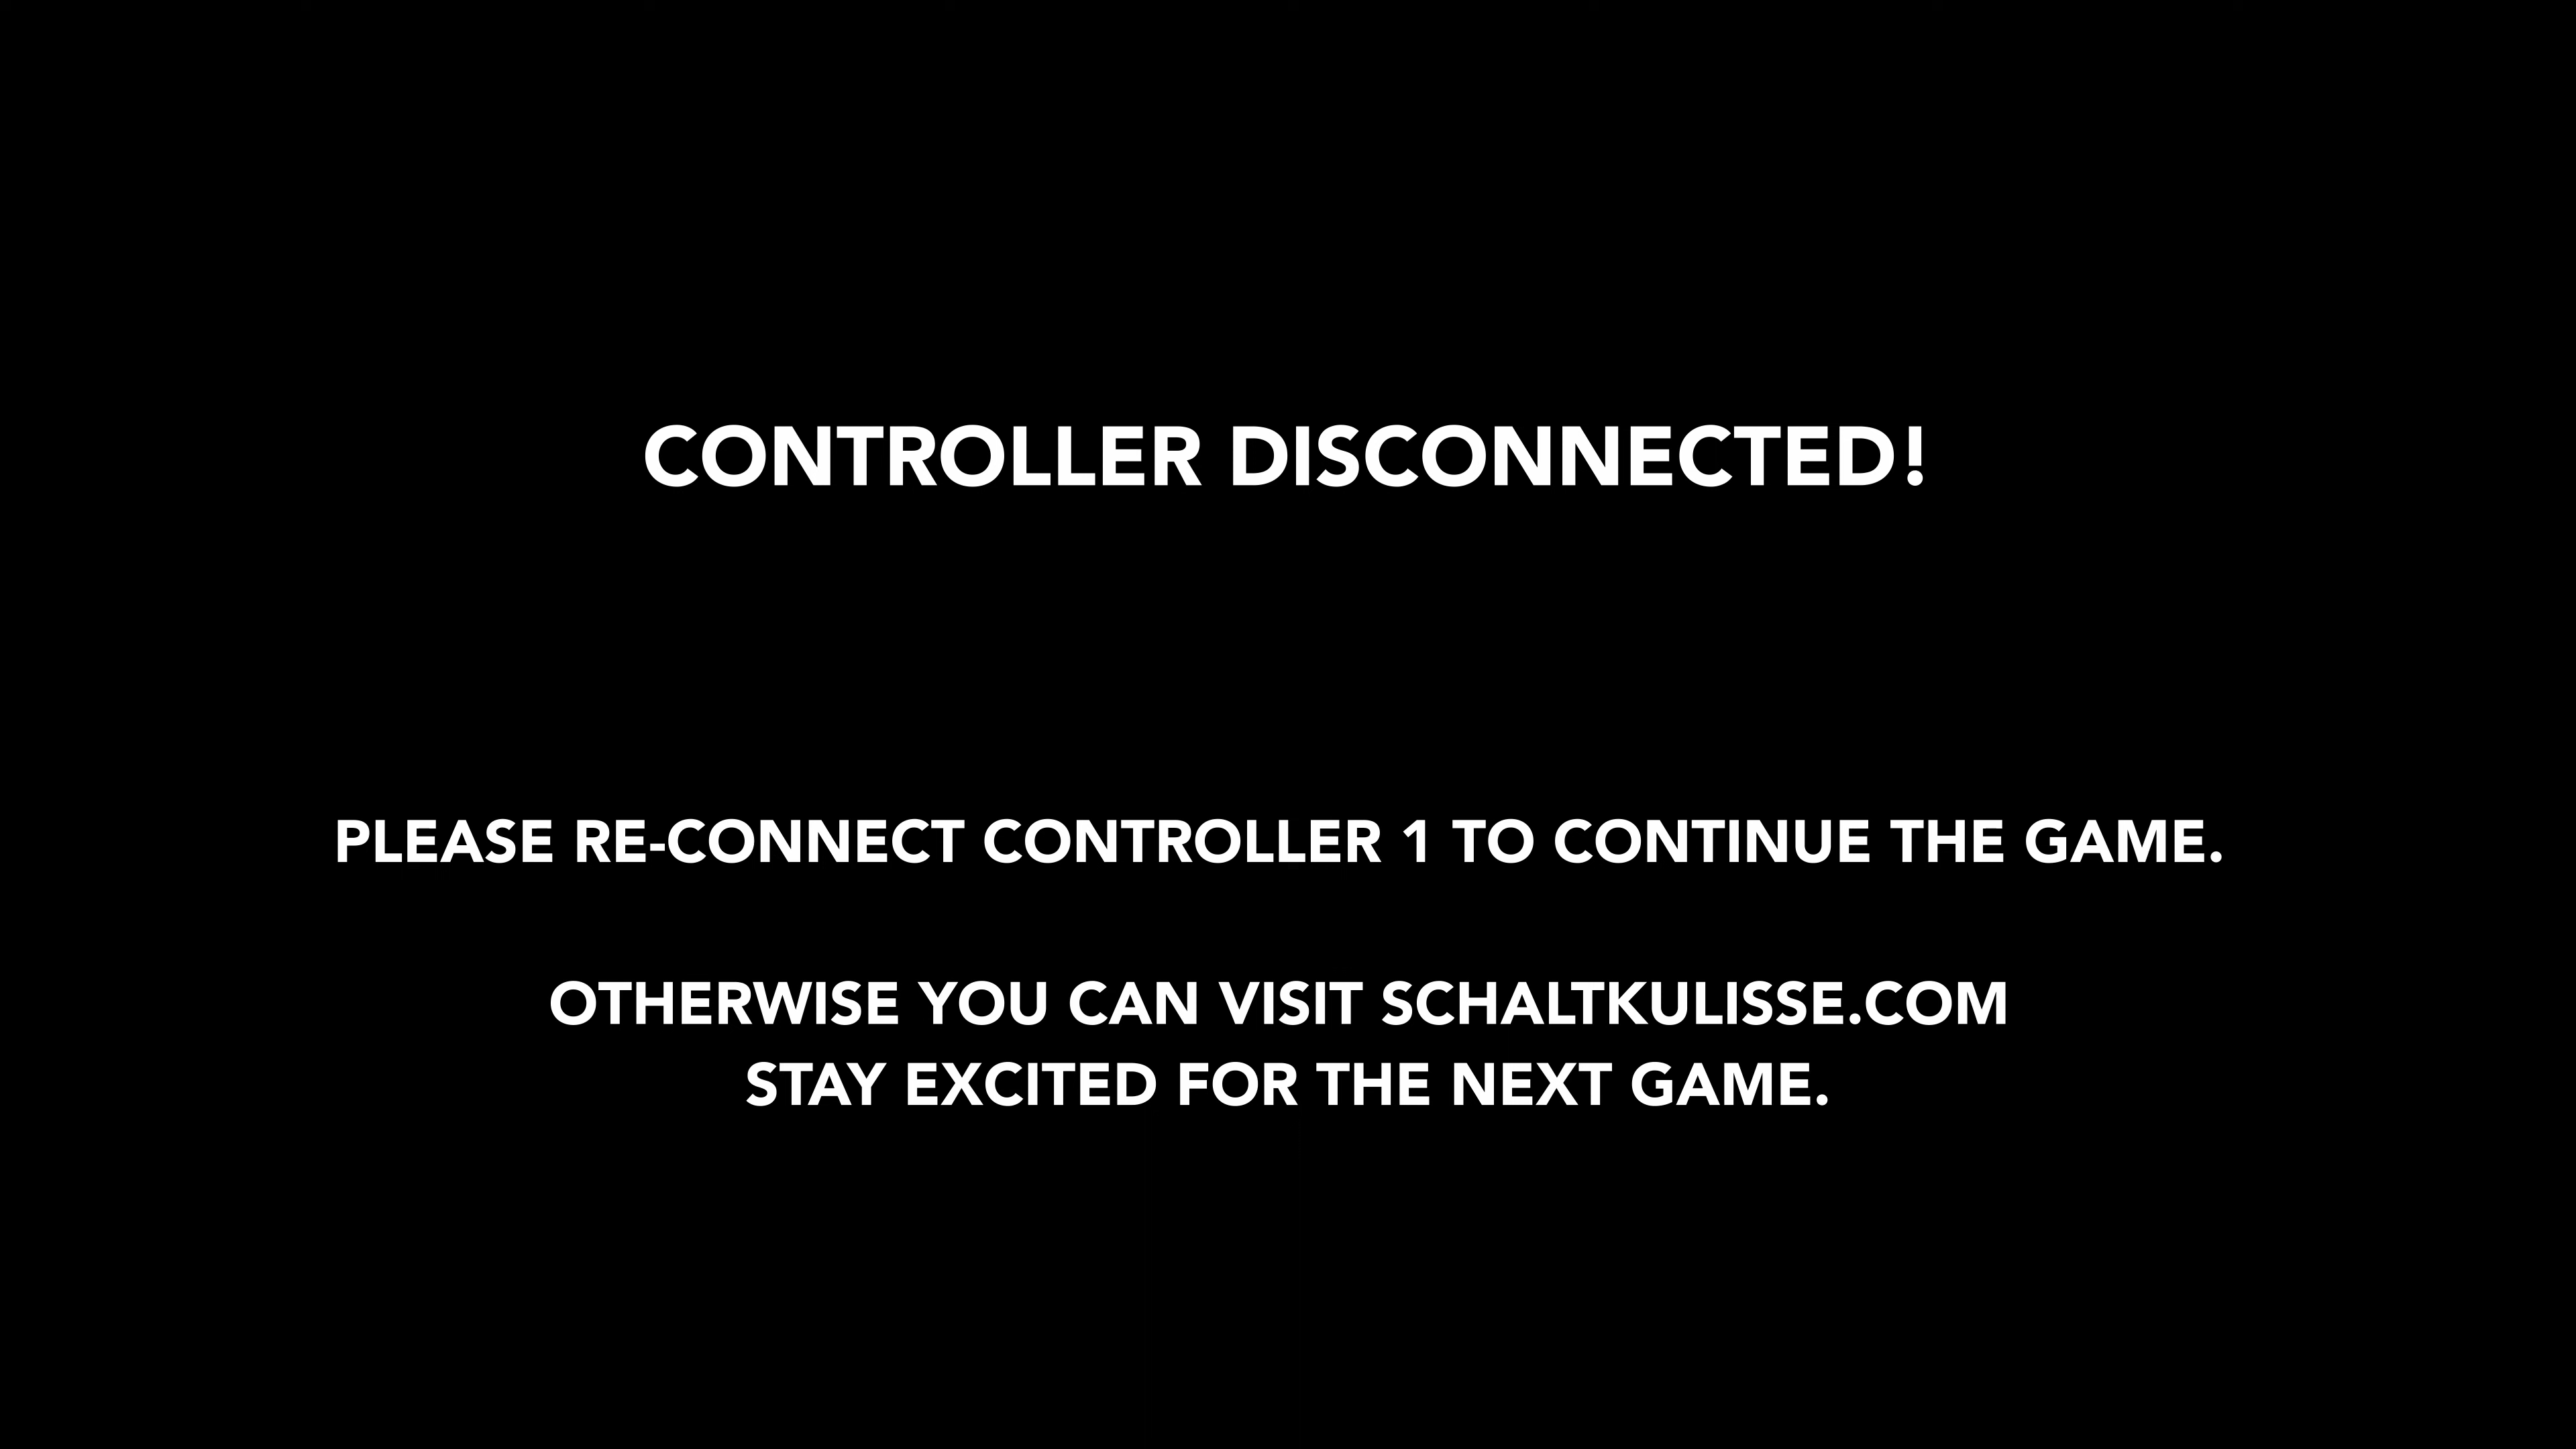 CONTROLLER DISCONNECTED!
PLEASE RE-CONNECT CONTROLLER 1 TO CONTINUE THE GAME.
OTHERWISE YOU CAN VISIT SCHALTKULISSE.COM
STAY EXCITED FOR THE NEXT GAME.